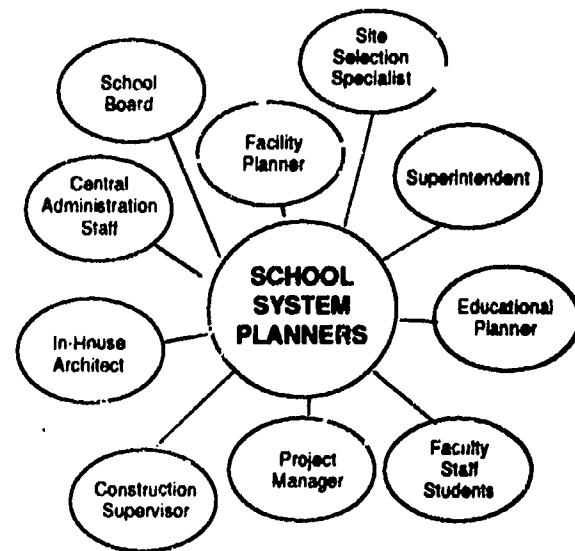 Site
Selection
Specialist
School
Board
Facility
Planner
Superintendent
Central
Administration
Staff
SCHOOL
SYSTEM
PLANNERS
Educational
Planner
In-House
Architect
Project
Manager
Faculty
Staff
Students
Construction
Supervisor